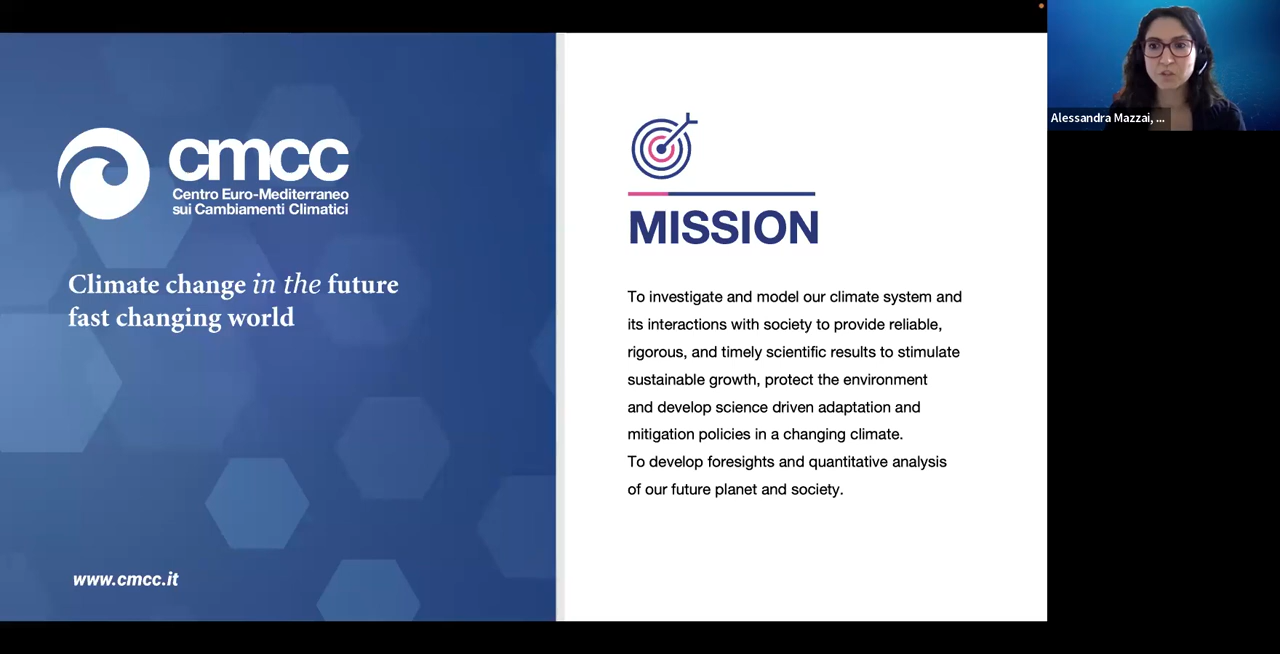 cmcc
Centro Euro-Mediterraneo
sui Cambiamenti Climatici
Climate change in the future
fast changing world
www.cmcc.it
MISSION
To investigate and model our climate system and
its interactions with society to provide reliable,
rigorous, and timely scientific results to stimulate
sustainable growth, protect the environment
and develop science driven adaptation and
mitigation policies in a changing climate.
To develop foresights and quantitative analysis
of our future planet and society.
Alessandra Mazzai, ...